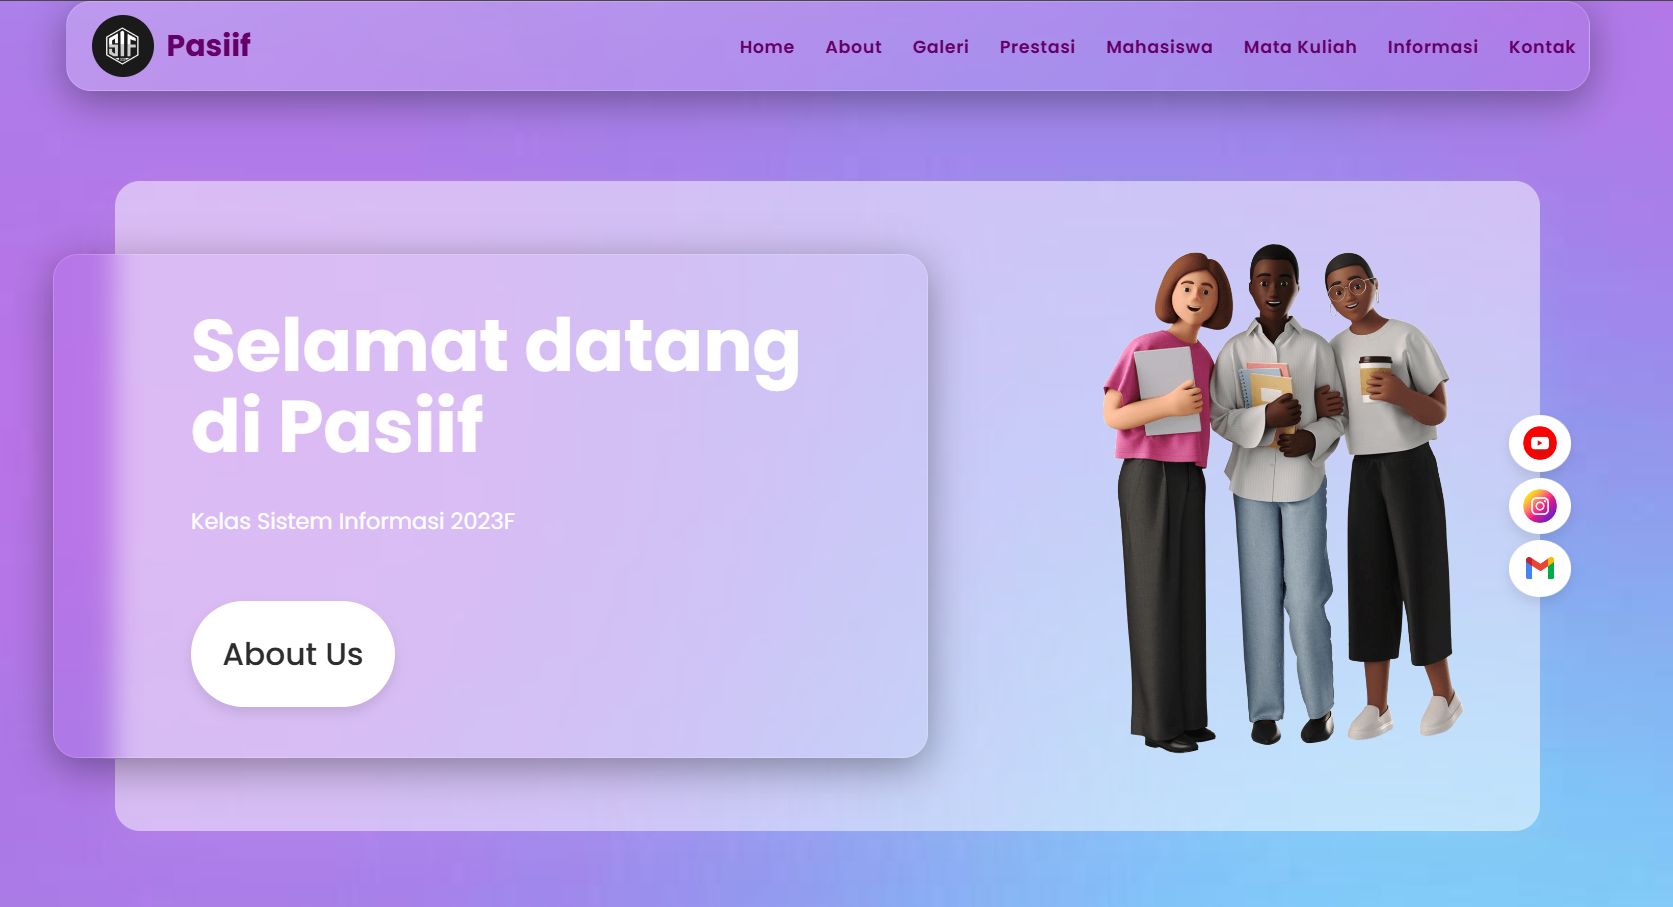 SIF
Pasiif
Home About Galeri Prestasi Mahasiswa Mata Kuliah Informasi Kontak
Selamat datang
di Pasiif
Kelas Sistem Informasi 2023F
About Us